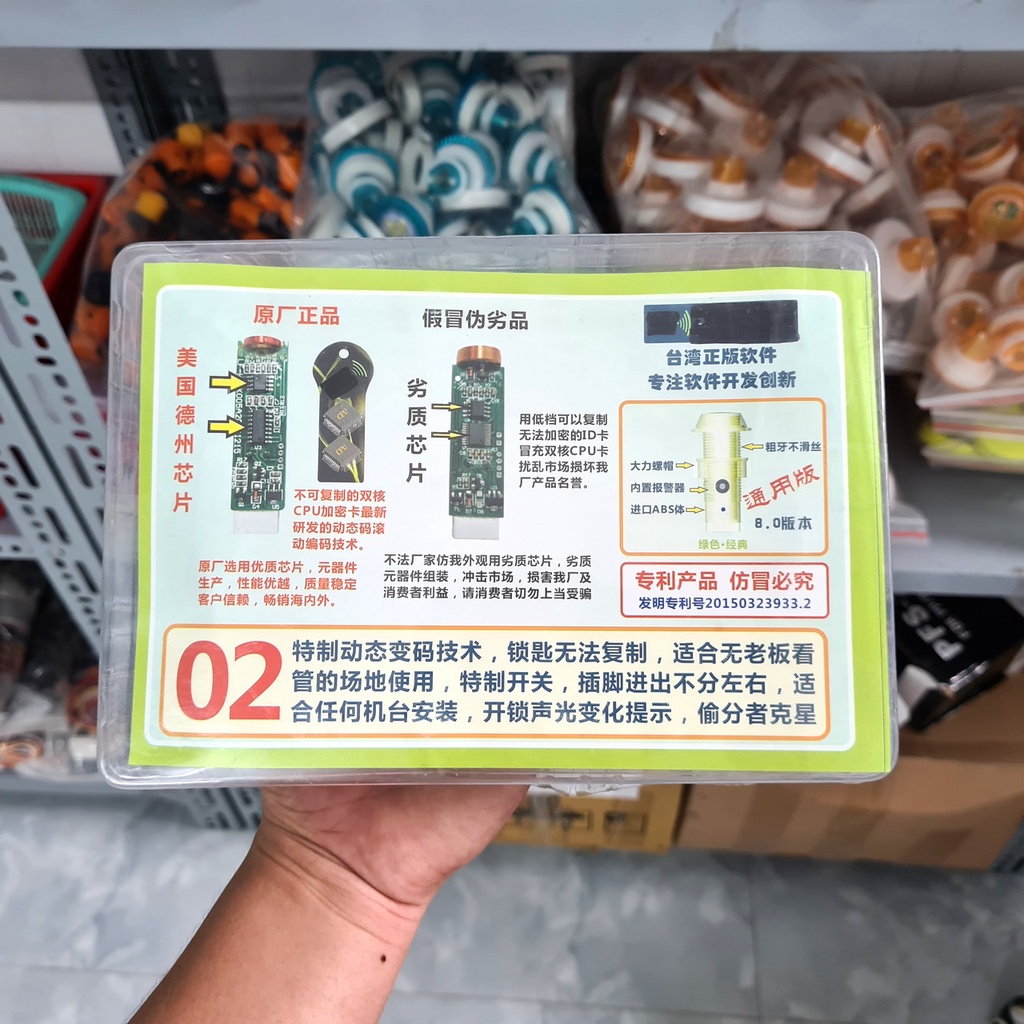 原厂正品
美国德州芯片
CPU
CPU
不可复制的双核
CPU加密卡最新
研发的动态码滚
动编码技术。
原厂选用优质芯片，元器件
生产，性能优越，质量稳定
客户信赖，畅销海内外。
假冒伪劣品
劣质芯片
用低档可以复制
无法加密的ID卡
冒充双核CPU卡
扰乱市场损坏我
厂产品名誉。
不法厂家仿我外观用劣质芯片，劣质
元器件组装，冲击市场，损害我厂及
消费者利益，请消费者切勿上当受骗
台湾正版软件
专注软件开发创新
粗牙不滑丝
大力螺帽
内置报警器
进口ABS体
通用版
8.0版本
绿色·经典
专利产品 仿冒必究
发明专利号20150323933.2
02
特制动态变码技术，锁匙无法复制，适合无老板看
管的场地使用，特制开关，插脚进出不分左右，适
合任何机台安装，开锁声光变化提示，偷分者克星
PFS